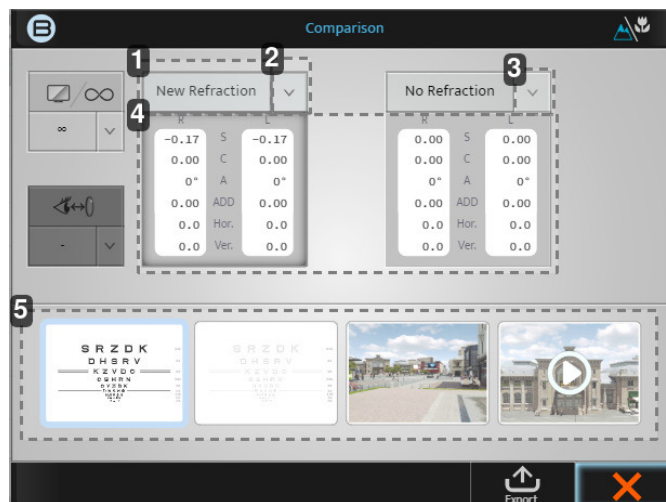 B
Comparison
1
2
3
New Refraction
No Refraction
4
∞
∞
R L
R L
-0.17 S -0.17
0.00 S 0.00
0.00 C 0.00
0.00 C 0.00
0° A 0°
0° A 0°
0.00 ADD 0.00
0.00 ADD 0.00
0.0 Hor. 0.0
0.0 Hor. 0.0
0.0 Ver. 0.0
0.0 Ver. 0.0
-
5
S R Z D K
D H S R V
K Z V D C
S R Z D K
D H S R V
K Z V D C
Export